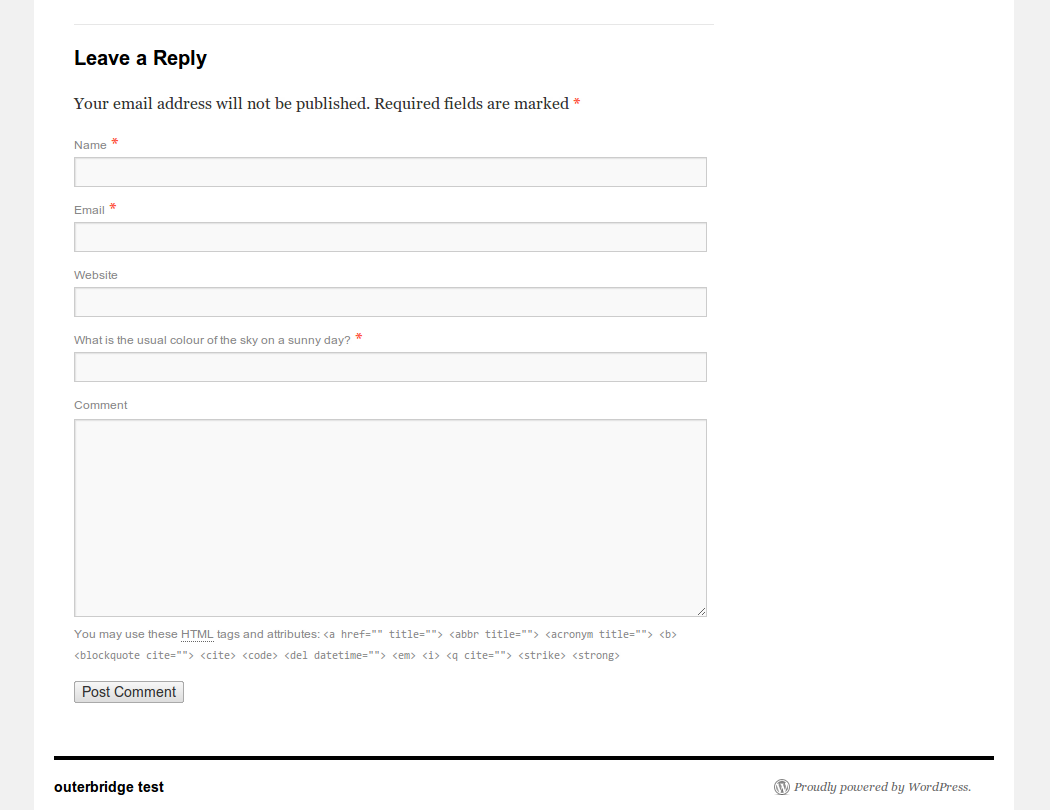 Leave a Reply
Your email address will not be published. Required fields are marked *
Name *
Email *
Website
What is the usual colour of the sky on a sunny day? *
Comment
You may use these HTML tags and attributes: <a href="" title=""> <abbr title=""> <acronym title=""> <b>
<blockquote cite=""> <cite> <code> <del datetime=""> <em> <i> <q cite=""> <strike> <strong>
Post Comment
outerbridge test
Proudly powered by WordPress.